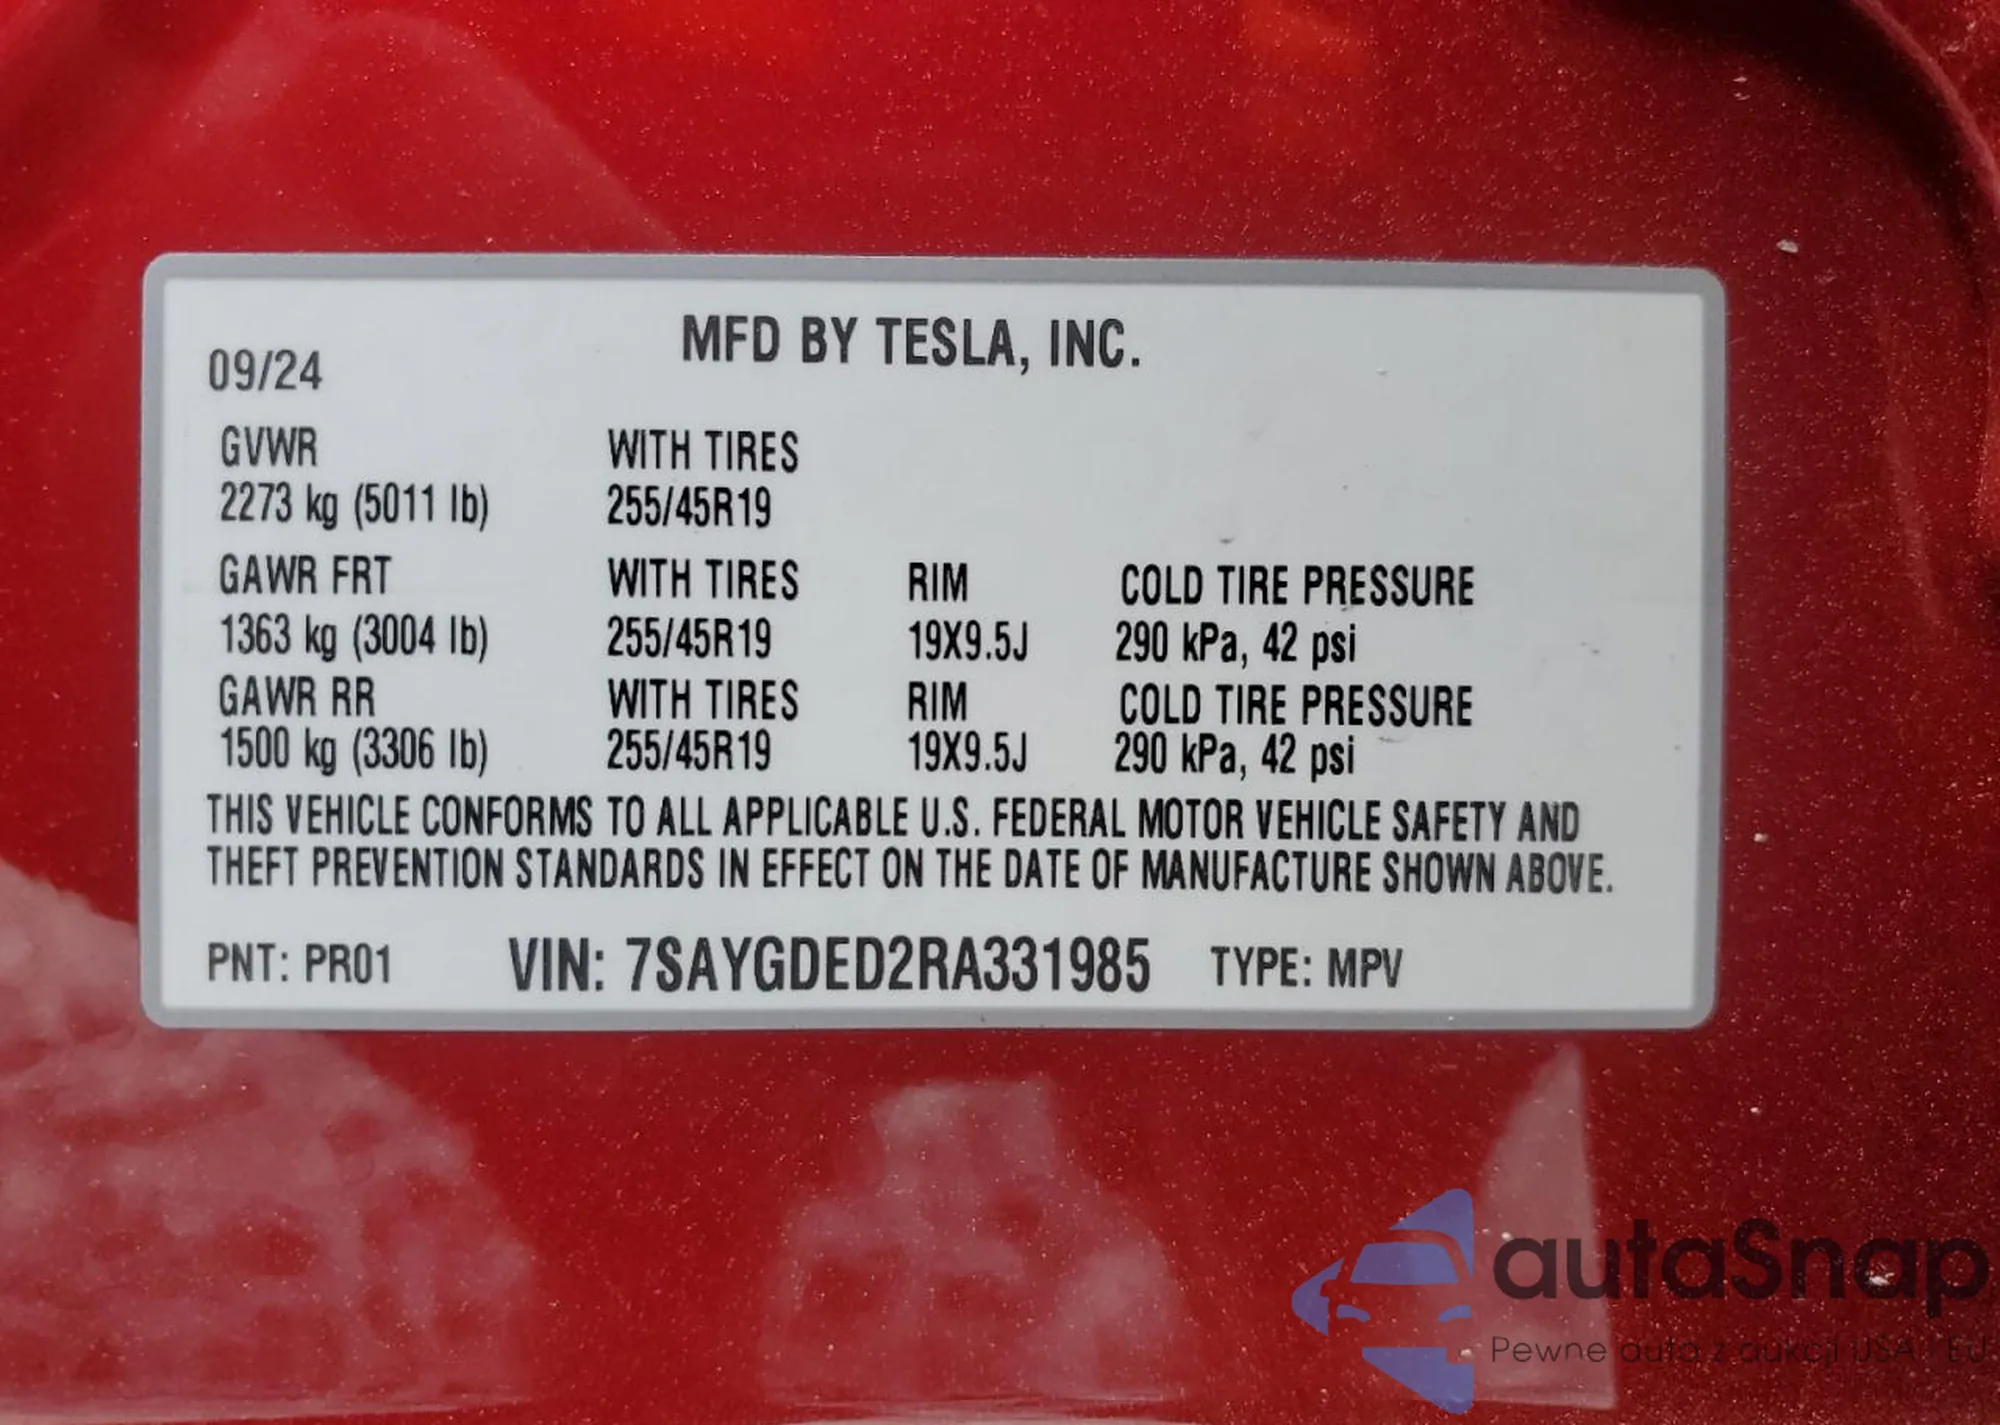 MFD BY TESLA, INC.
09/24
GVWR WITH TIRES
2273 kg (5011 lb) 255/45R19
GAWR FRT WITH TIRES RIM COLD TIRE PRESSURE
1363 kg (3004 lb) 255/45R19 19X9.5J 290 kPa, 42 psi
GAWR RR WITH TIRES RIM COLD TIRE PRESSURE
1500 kg (3306 lb) 255/45R19 19X9.5J 290 kPa, 42 psi
THIS VEHICLE CONFORMS TO ALL APPLICABLE U.S. FEDERAL MOTOR VEHICLE SAFETY AND
THEFT PREVENTION STANDARDS IN EFFECT ON THE DATE OF MANUFACTURE SHOWN ABOVE.
PNT: PR01 VIN: 7SAYGDED2RA331985 TYPE: MPV
autaSnap
Pewne auto z aukcji USA i EU